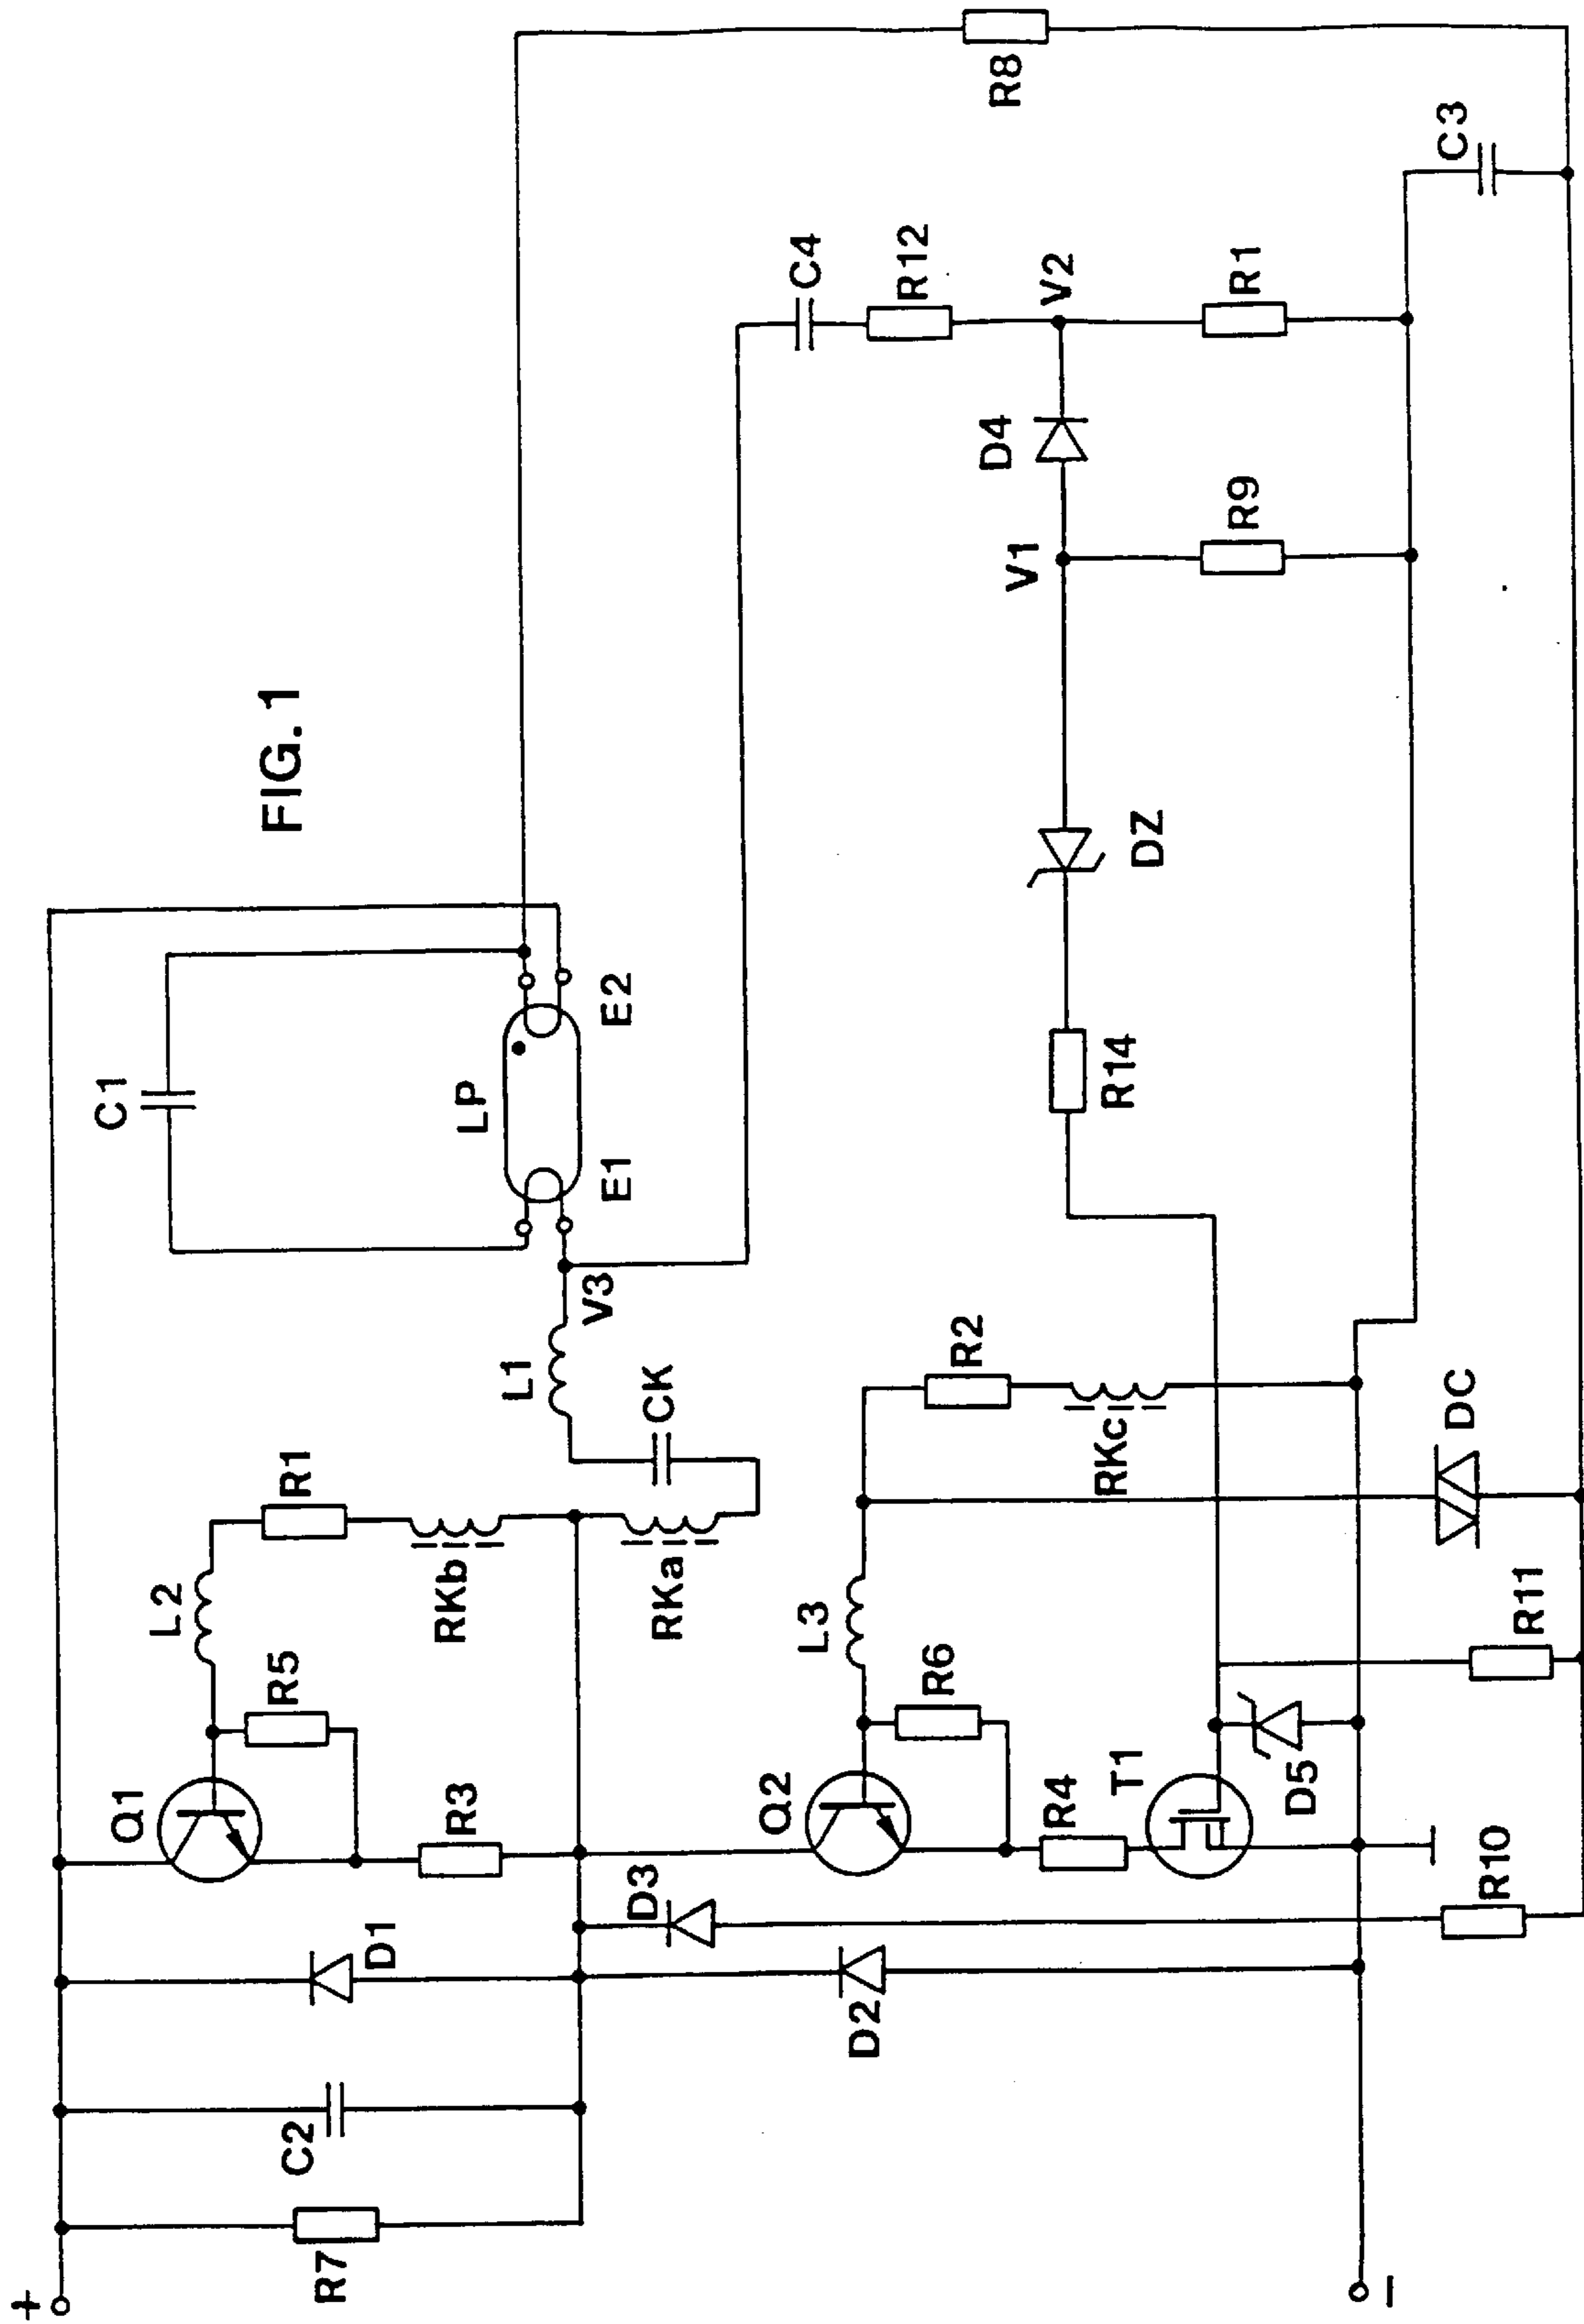 +
C1
Q1
L2
FIG. 1
R5
R1
C2
R7
D1
R3
RKb
LP
L1
V3
E1
E2
D3
RKa
CK
Q2
L3
C4
D2
R6
R2
R12
R8
D4
V1
V2
R4
T1
RKc
R14
DZ
R9
R1
D5
−
C3
DC
R10
R11